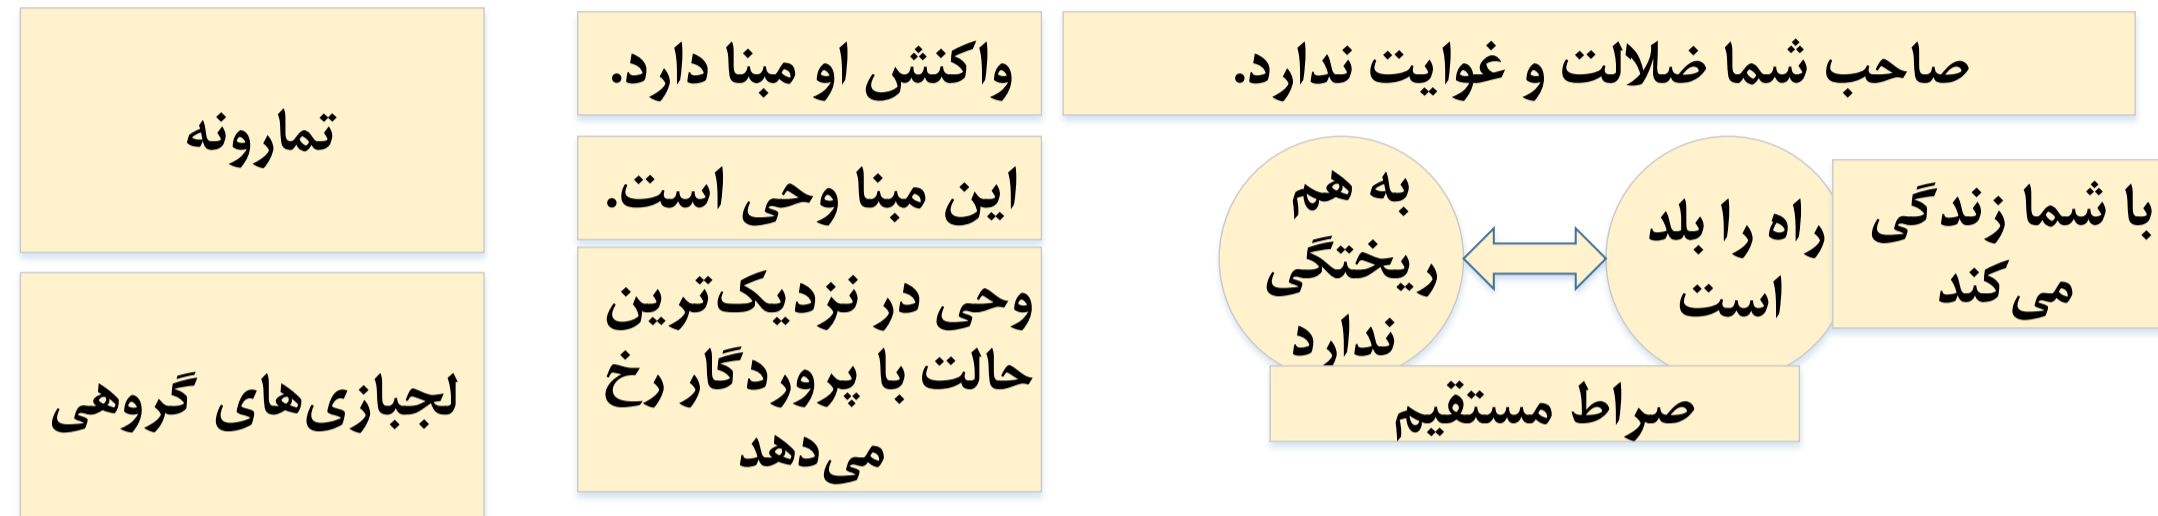 صاحب شما ضلالت و غوایت ندارد.
با شما زندگی
می‌کند
راه را بلد
است
به هم
ریختگی
ندارد
صراط مستقیم
واکنش او مبنا دارد.
این مبنا وحی است.
وحی در نزدیک‌ترین
حالت با پروردگار رخ
می‌دهد
تمارونه
لجبازی‌های گروهی